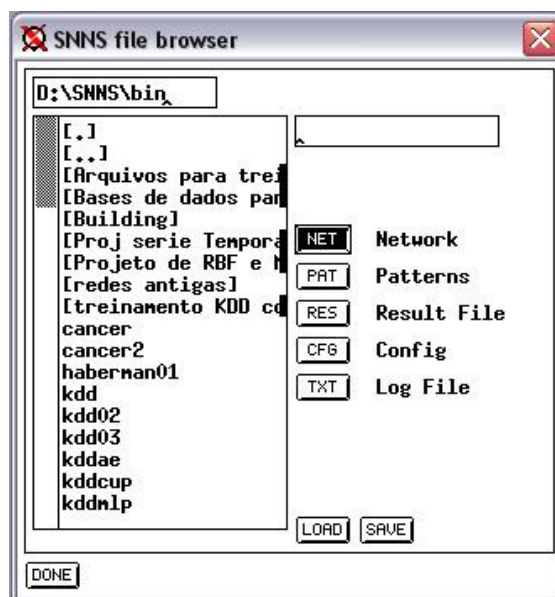 SNNS file browser
D:\SNNS\bin
[.]
[..]
[Arquivos para trei
[Bases de dados par
[Building]
[Proj serie Tempora
[Projeto de RBF e
[redes antigas]
[treinamento KDD co
cancer
cancer2
haberman01
kdd
kdd02
kdd03
kddae
kddcup
kddmlp
NET Network
PAT Patterns
RES Result File
CFG Config
TXT Log File
LOAD SAVE
DONE